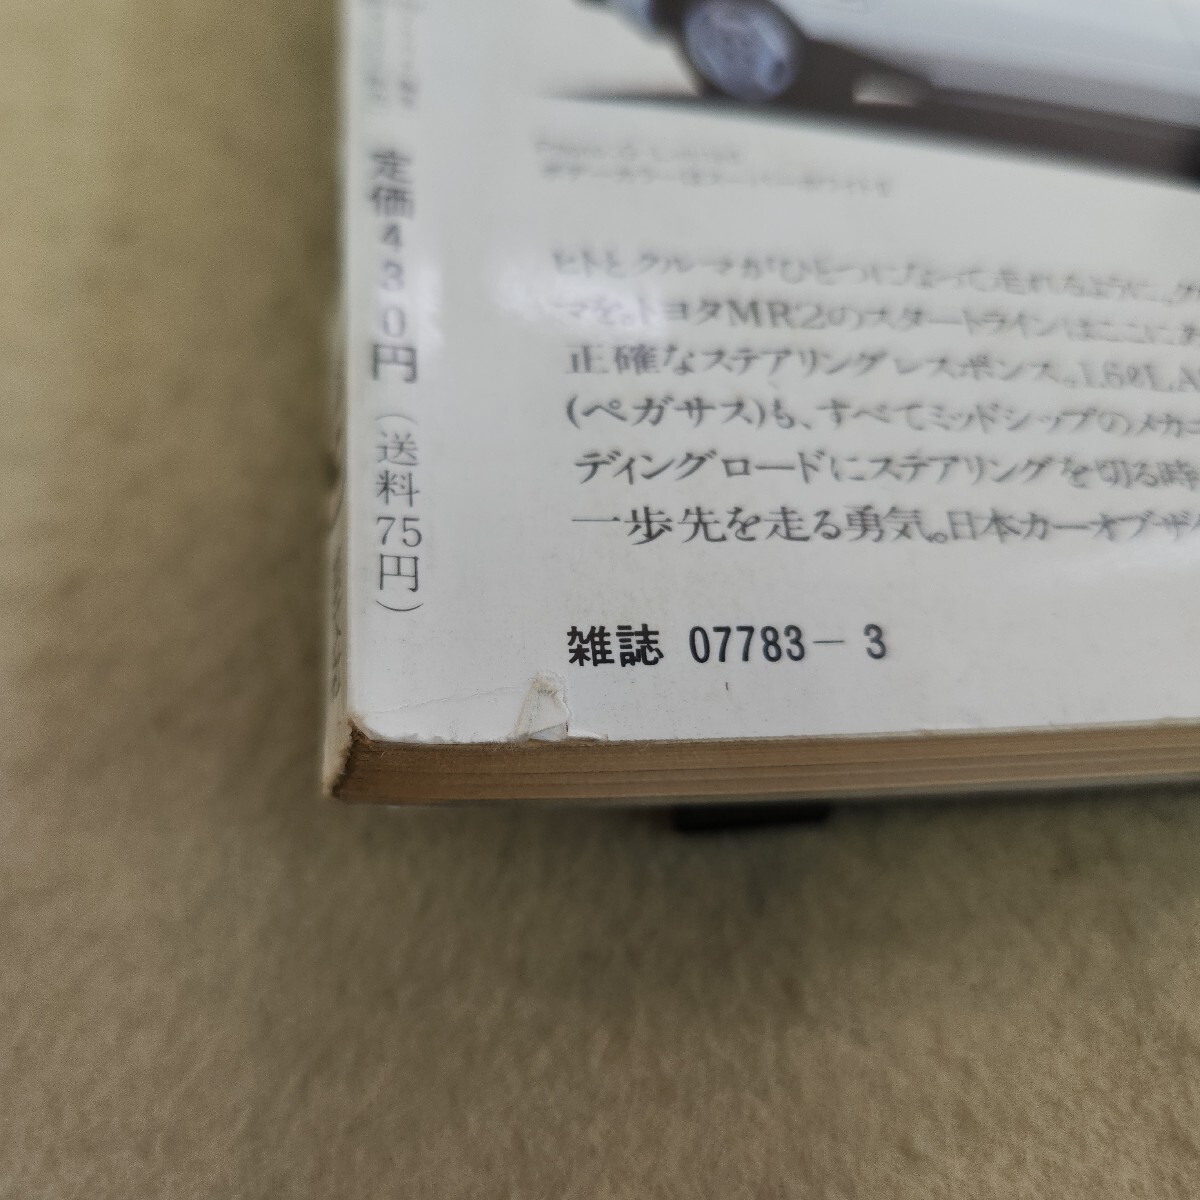 定価430円(送料75円)
ヒトとクルマがひとつになって走れるように。
マを。トヨタMR2のスタートラインはここに
正確なステアリングレスポンス。
(ペガサス)も、すべてミッドシップのメカニ
ディングロードにステアリングを切る時
一歩先を走る勇気。日本カーオブザ
雑誌 07783-3